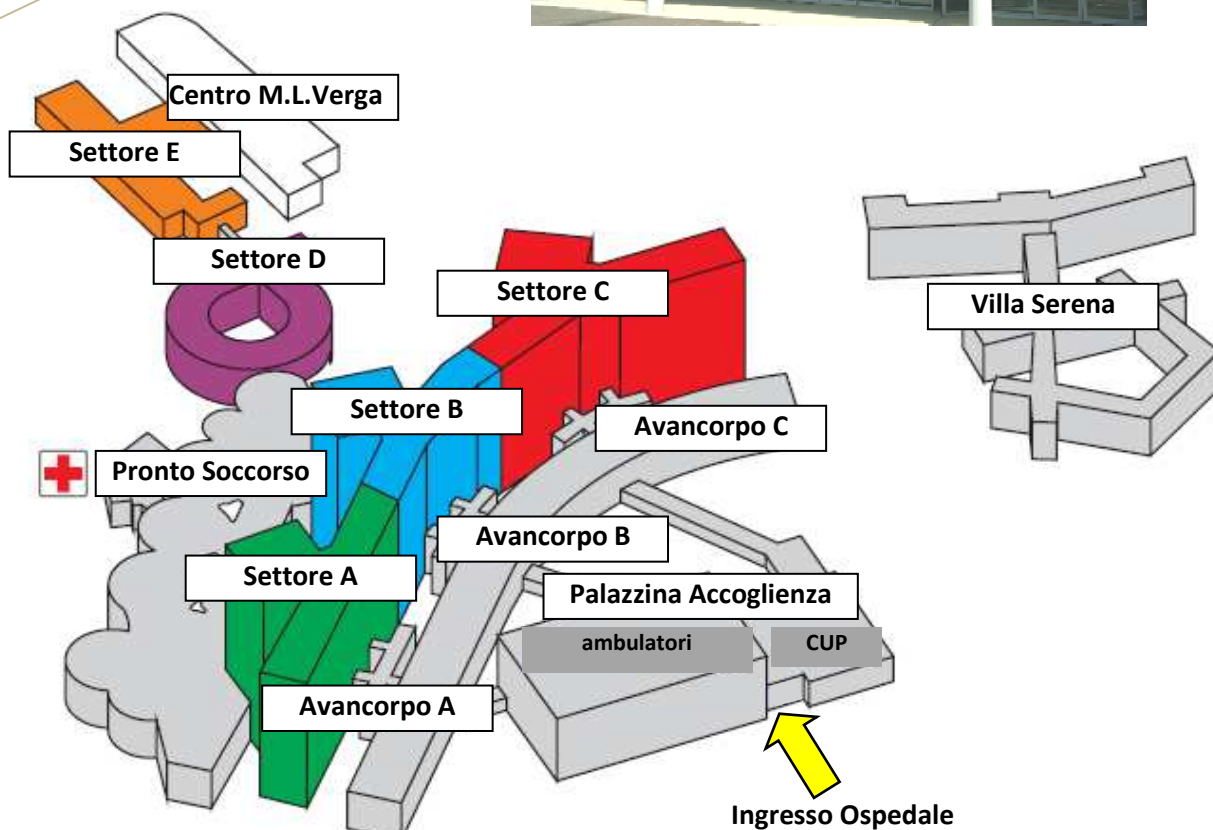 Centro M.L.Verga
Settore E
Settore D
Settore C
Villa Serena
Settore B
Avancorpo C
Pronto Soccorso
Avancorpo B
Settore A
Palazzina Accoglienza
ambulatori
CUP
Avancorpo A
Ingresso Ospedale